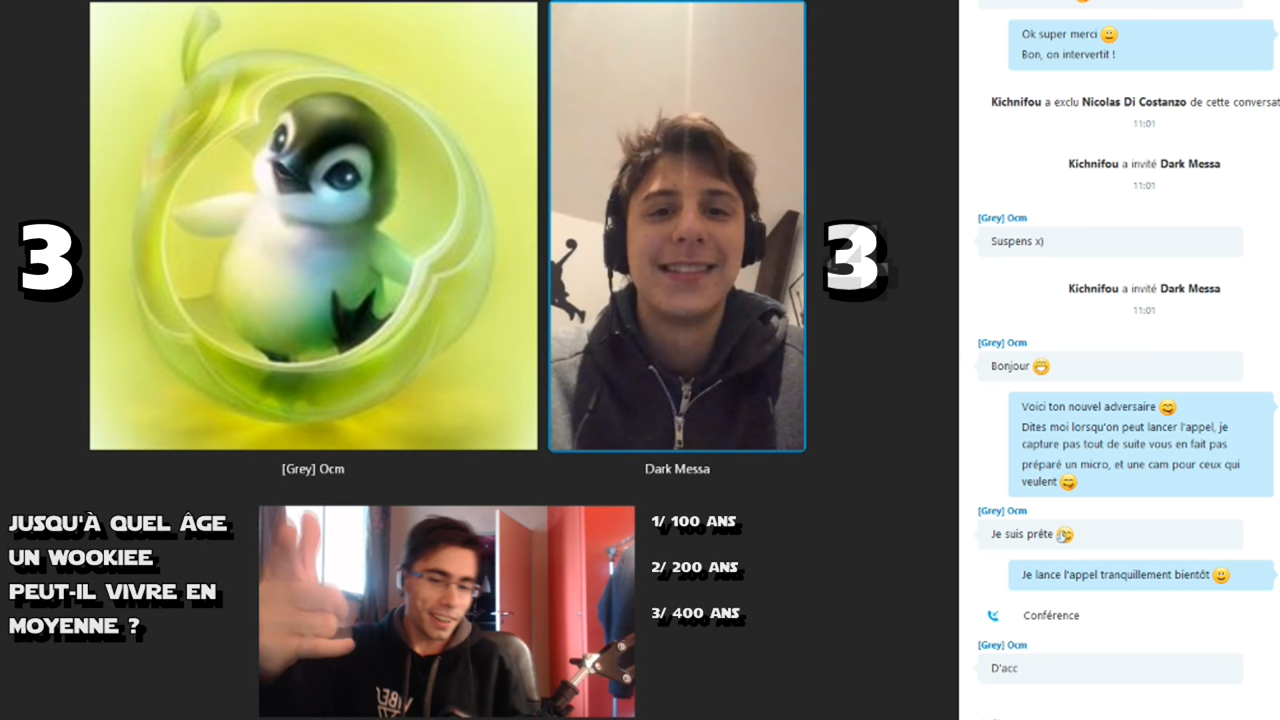 3
3
[Grey] Ocm
Dark Messa
JUSQU'À QUEL ÂGE
UN WOOKIEE
PEUT-IL VIVRE EN
MOYENNE ?
1/ 100 ANS
2/ 200 ANS
3/ 400 ANS
Ok super merci
Bon, on intervertit !
Kichnifou a exclu Nicolas Di Costanzo de cette conversat
11:01
Kichnifou a invité Dark Messa
11:01
[Grey] Ocm
Suspens x)
Kichnifou a invité Dark Messa
11:01
[Grey] Ocm
Bonjour
Voici ton nouvel adversaire
Dites moi lorsqu'on peut lancer l'appel, je
capture pas tout de suite vous en fait pas
préparé un micro, et une cam pour ceux qui
veulent
[Grey] Ocm
Je suis prête
Je lance l'appel tranquillement bientôt
Conférence
[Grey] Ocm
D'acc